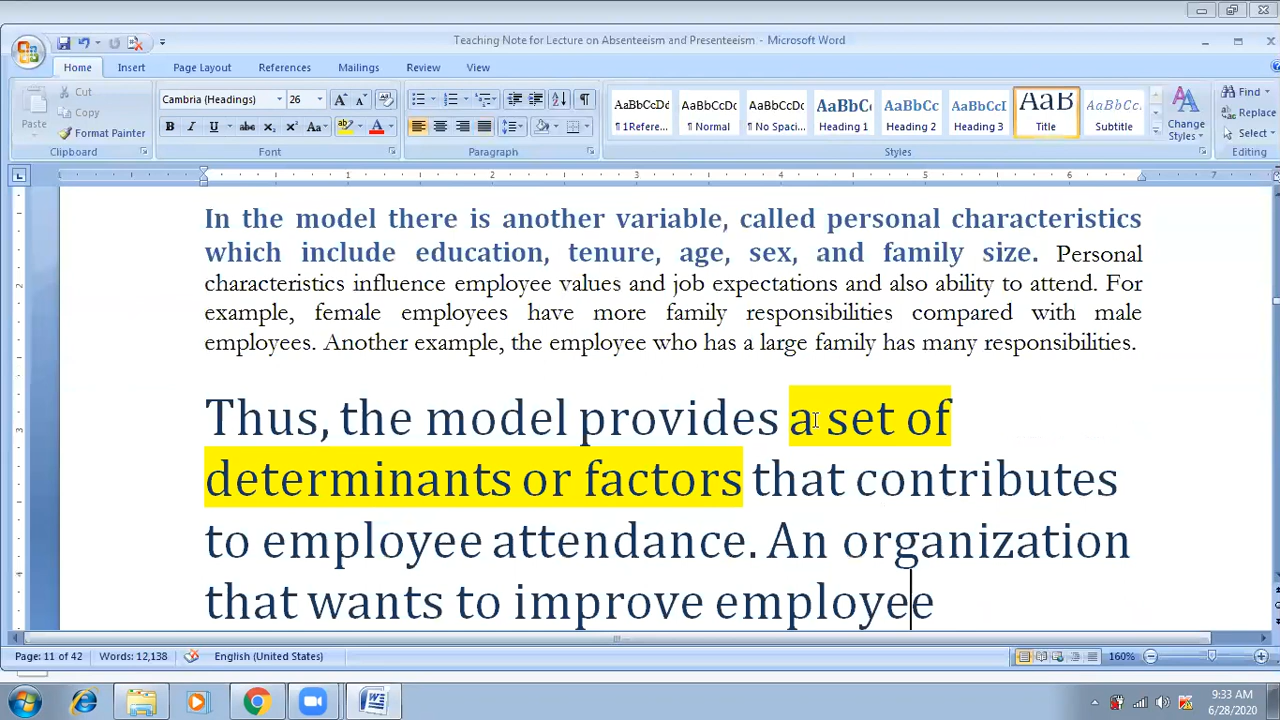 Teaching Note for Lecture on Absenteeism and Presenteeism - Microsoft Word
Home Insert Page Layout References Mailings Review View
Paste
Cut
Copy
Format Painter
Clipboard
Cambria (Headings) 26
Font
Paragraph
AaBbCcDd AaBbCcDc AaBbCcDc AaBbC AaBbCc AaBbCcI AaB AaBbCc.
¶ 1Refere... ¶ Normal ¶ No Spaci... Heading 1 Heading 2 Heading 3 Title Subtitle
Change Styles
Styles
Find
Replace
Select
Editing
1 2 3 4 5 6 7
In the model there is another variable, called personal characteristics
which include education, tenure, age, sex, and family size. Personal
characteristics influence employee values and job expectations and also ability to attend. For
example, female employees have more family responsibilities compared with male
employees. Another example, the employee who has a large family has many responsibilities.
Thus, the model provides a set of
determinants or factors that contributes
to employee attendance. An organization
that wants to improve employee
Page: 11 of 42 Words: 12,138 English (United States) 160%
9:33 AM
6/28/2020